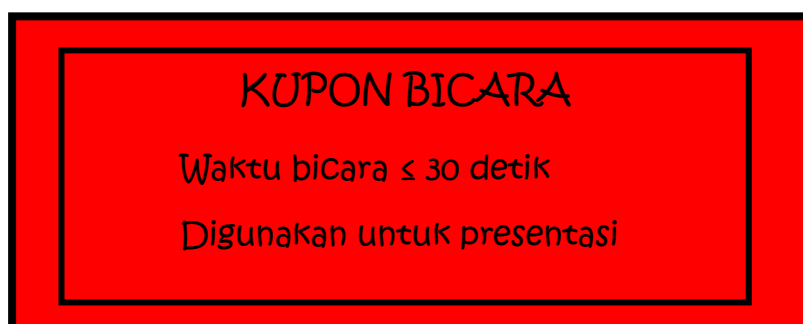 KUPON BICARA
Waktu bicara ≤ 30 detik
Digunakan untuk presentasi